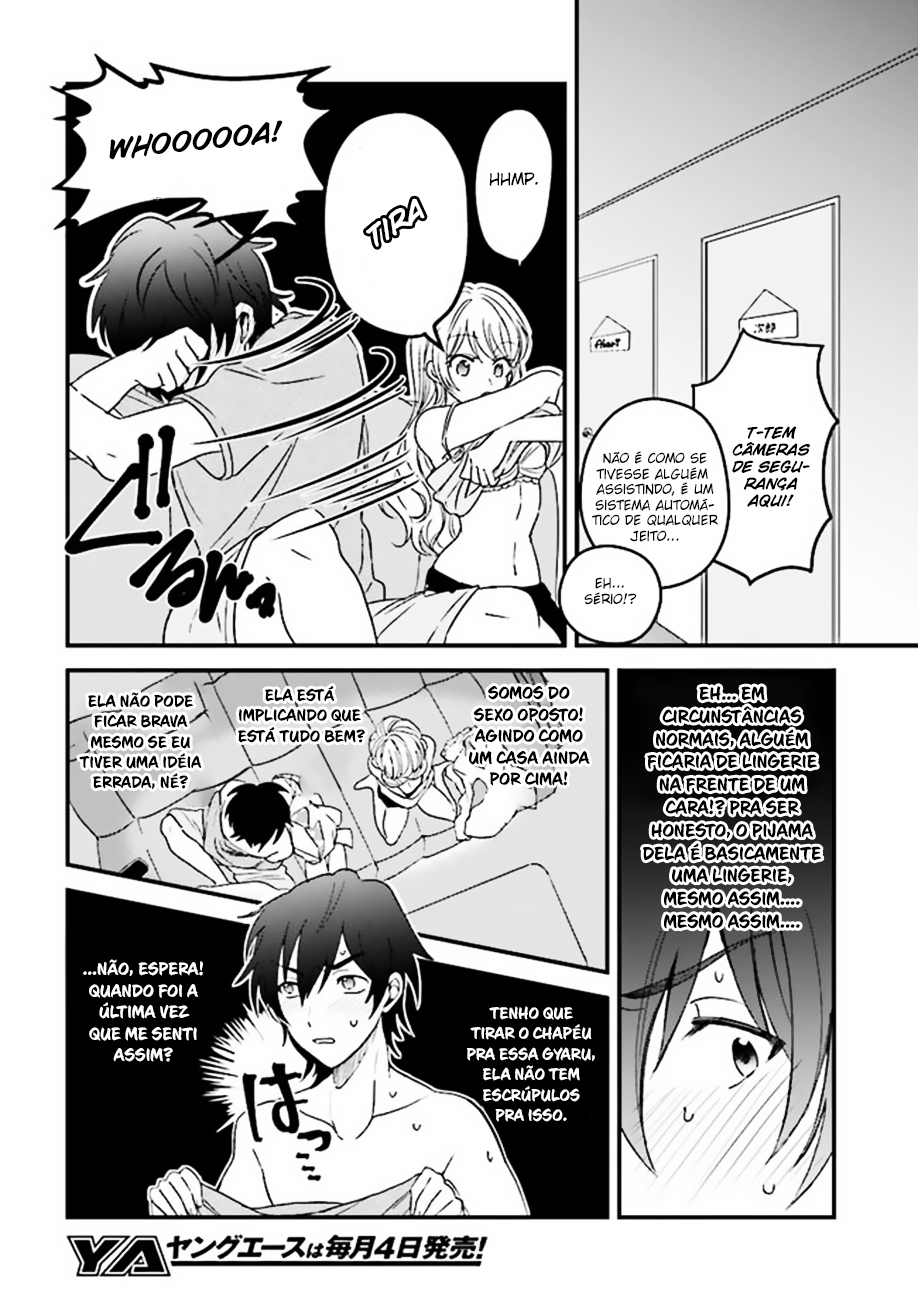 T-TEM
CÂMERAS
DE SEGU-
RANÇA
AQUI!
NÃO É COMO SE
TIVESSE ALGUÉM
ASSISTINDO, É UM
SISTEMA AUTOMÁ-
TICO DE QUALQUER
JEITO...
EH...
SÉRIO!?
HHMP.
TIRA
WHOOOOOA!
EH... EM
CIRCUNSTÂNCIAS
NORMAIS, ALGUÉM
FICARIA DE LINGERIE
NA FRENTE DE UM
CARA!? PRA SER
HONESTO, O PIJAMA
DELA É BASICAMENTE
UMA LINGERIE,
MESMO ASSIM....
MESMO ASSIM....
SOMOS DO
SEXO OPOSTO!
AGINDO COMO
UM CASA AINDA
POR CIMA!
ELA ESTÁ
IMPLICANDO QUE
ESTÁ TUDO BEM?
ELA NÃO PODE
FICAR BRAVA
MESMO SE EU
TIVER UMA IDÉIA
ERRADA, NÉ?
TENHO QUE
TIRAR O CHAPÉU
PRA ESSA GYARU,
ELA NÃO TEM
ESCRÚPULOS
PRA ISSO.
...NÃO, ESPERA!
QUANDO FOI A
ÚLTIMA VEZ
QUE ME SENTI
ASSIM?
はっ…
YA ヤングエースは毎月4日発売!